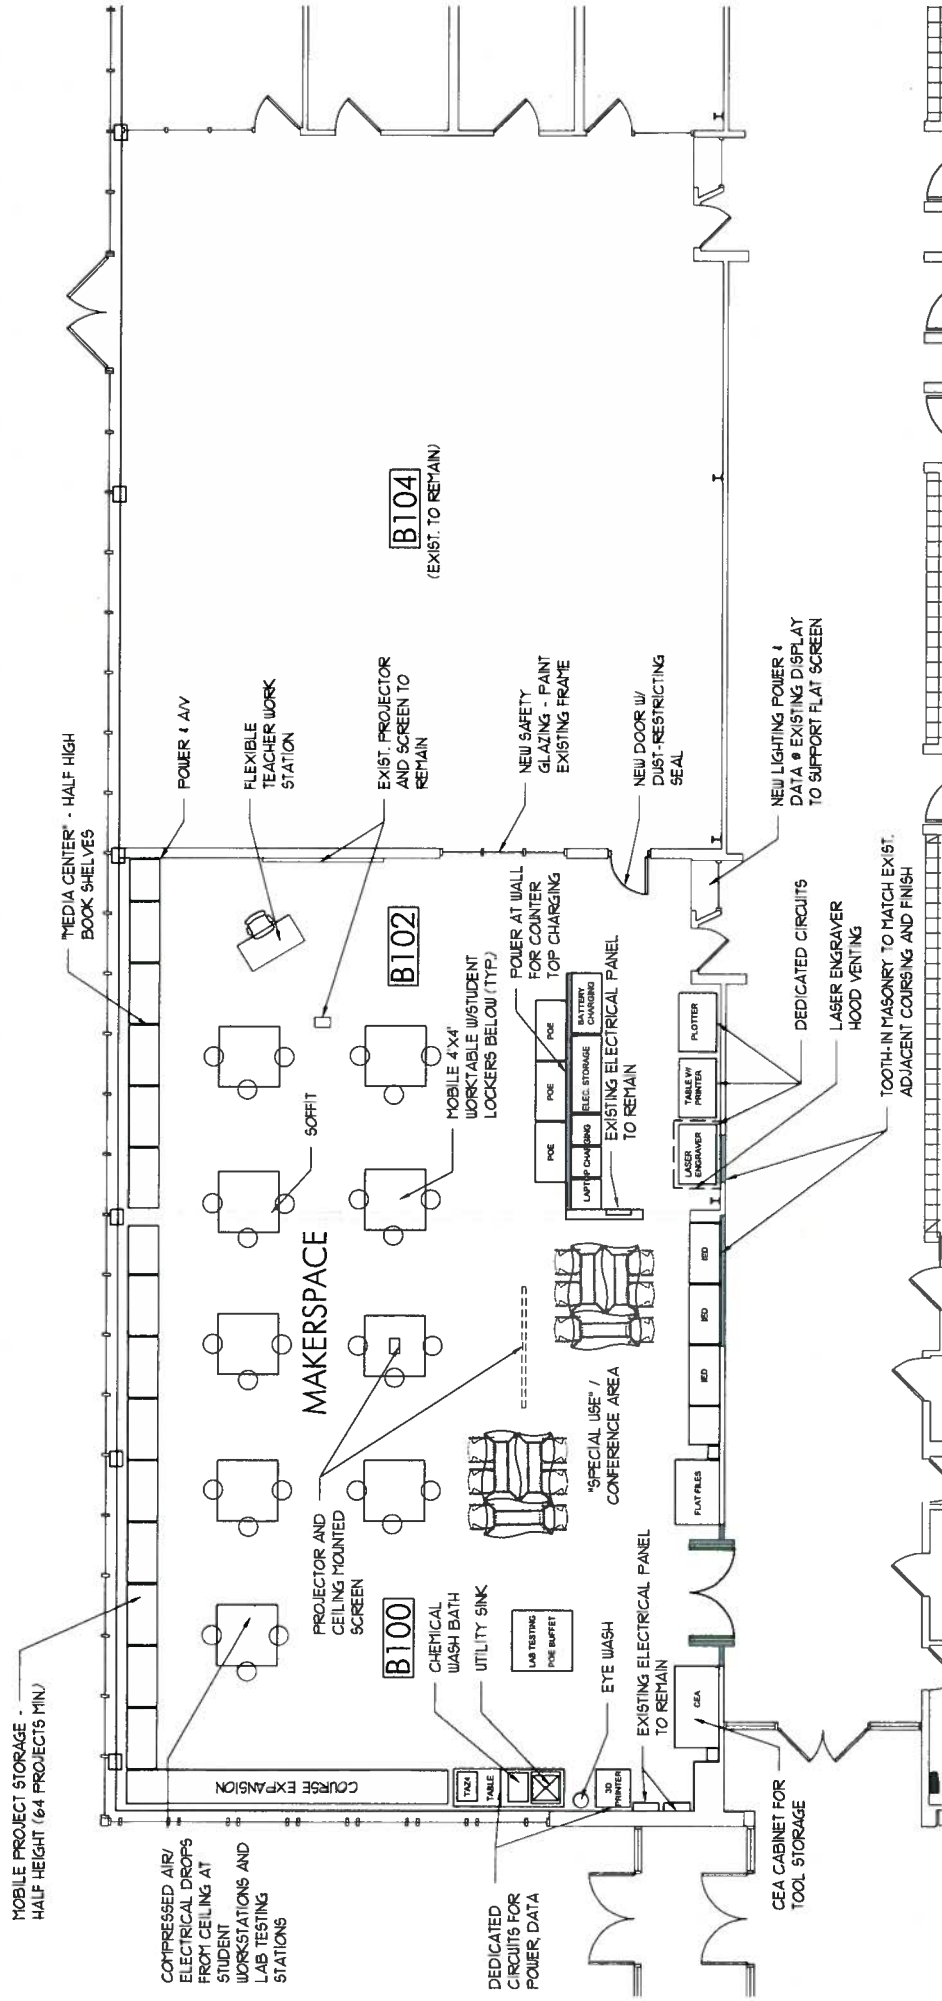 MOBILE PROJECT STORAGE -
HALF HEIGHT (64 PROJECTS MIN.)
"MEDIA CENTER" - HALF HIGH
BOOK SHELVES
COMPRESSED AIR/
ELECTRICAL DROPS
FROM CEILING AT
STUDENT
WORKSTATIONS AND
LAB TESTING
STATIONS
POWER & A/V
FLEXIBLE
TEACHER WORK
STATION
EXIST. PROJECTOR
AND SCREEN TO
REMAIN
SOFFIT
MAKERSPACE
PROJECTOR AND
CEILING MOUNTED
SCREEN
B100
B102
B104
(EXIST. TO REMAIN)
MOBILE 4'X4'
WORKTABLE W/STUDENT
LOCKERS BELOW (TYP.)
COURSE EXPANSION
TAZ4
TABLE
CHEMICAL
WASH BATH
UTILITY SINK
LAB TESTING
POE BUFFET
POWER AT WALL
FOR COUNTER
TOP CHARGING
NEW SAFETY
GLAZING - PAINT
EXISTING FRAME
POE
POE
POE
LAPTOP CHARGING
ELEC. STORAGE
BATTERY
CHARGING
EXISTING ELECTRICAL PANEL
TO REMAIN
NEW DOOR W/
DUST-RESTRICTING
SEAL
"SPECIAL USE" /
CONFERENCE AREA
DEDICATED
CIRCUITS FOR
POWER, DATA
EYE WASH
3D
PRINTER
EXISTING ELECTRICAL PANEL
TO REMAIN
CEA
FLAT FILES
IED
IED
IED
LASER
ENGRAVER
TABLE W/
PRINTER
PLOTTER
NEW LIGHTING POWER &
DATA @ EXISTING DISPLAY
TO SUPPORT FLAT SCREEN
DEDICATED CIRCUITS
LASER ENGRAVER
HOOD VENTING
TOOTH-IN MASONRY TO MATCH EXIST.
ADJACENT COURSING AND FINISH
CEA CABINET FOR
TOOL STORAGE